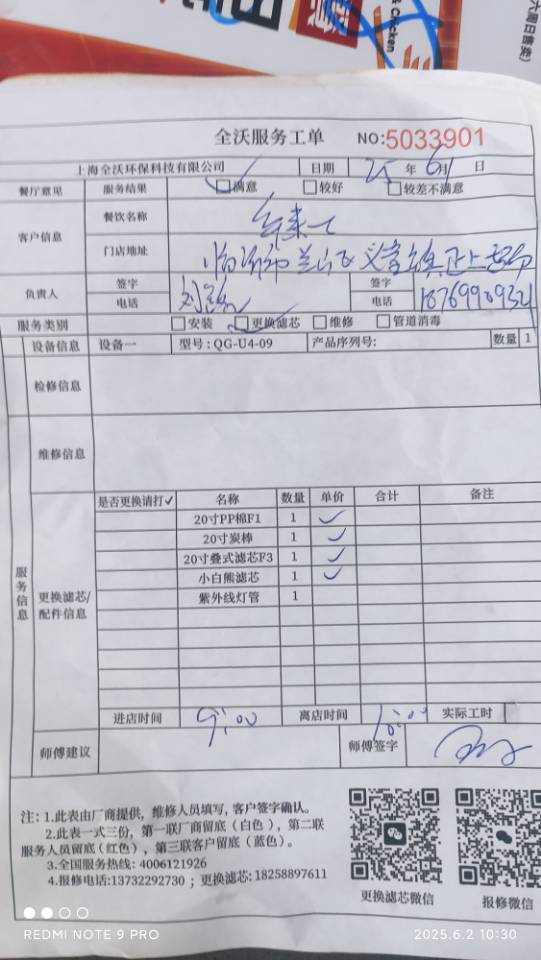 & Chicken
六周日售卖）
全沃服务工单 NO:5033901
上海全沃环保科技有限公司 日期 25 年 6月1 日
餐厅意见 服务结果 满意 较好 较差不满意
客户信息 餐饮名称
门店地址
负责人 签字 签字
电话 电话
服务类别 安装 更换滤芯 维修 管道消毒
设备信息 设备一 型号:QG-U4-09 产品序列号: 数量 1
检修信息
维修信息
服务信息
更换滤芯/
配件信息
是否更换请打✓ 名称 数量 单价 合计 备注
20寸PP棉F1 1 ✓
20寸炭棒 1 ✓
20寸叠式滤芯F3 1 ✓
小白熊滤芯 1 ✓
紫外线灯管 1
进店时间 9:00 离店时间 实际工时
师傅建议 师傅签字
注: 1.此表由厂商提供，维修人员填写, 客户签字确认。
2.此表一式三份，第一联厂商留底（白色），第二联
服务人员留底(红色），第三联客户留底（蓝色）。
3.全国服务热线: 4006121926
4.报修电话:13732292730 ; 更换滤芯: 18258897611
更换滤芯微信 报修微信
REDMI NOTE 9 PRO 2025.6.2 10:30